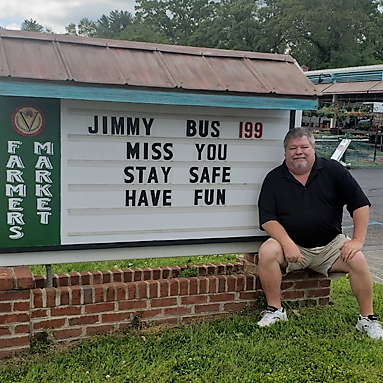 FARMERS
MARKET
JIMMY BUS 199
MISS YOU
STAY SAFE
HAVE FUN